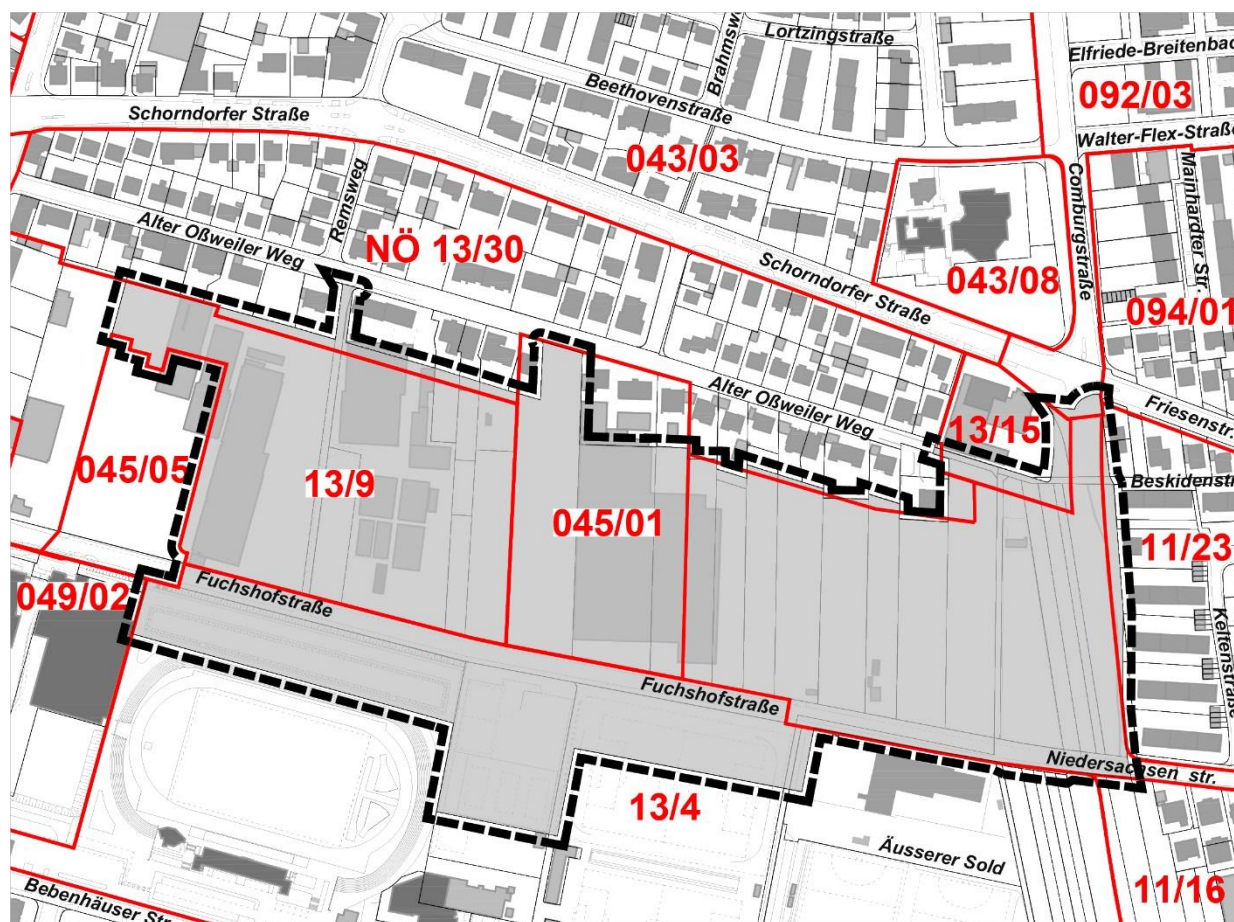 Lortzingstraße
Brahmsw
Elfriede-Breitenbac
Beethovenstraße
092/03
Schorndorfer Straße
Walter-Flex-Straße
043/03
Mainhardter Str.
Comburgstraße
Remsweg
Alter Oßweiler Weg
NÖ 13/30
Schorndorfer Straße
043/08
094/01
Alter Oßweiler Weg
13/15
Friesenstr.
045/05
13/9
Beskidenstr
045/01
11/23
049/02
Fuchshofstraße
Keltenstraße
Fuchshofstraße
Niedersachsen str.
13/4
Äusserer Sold
Bebenhäuser Str
11/16